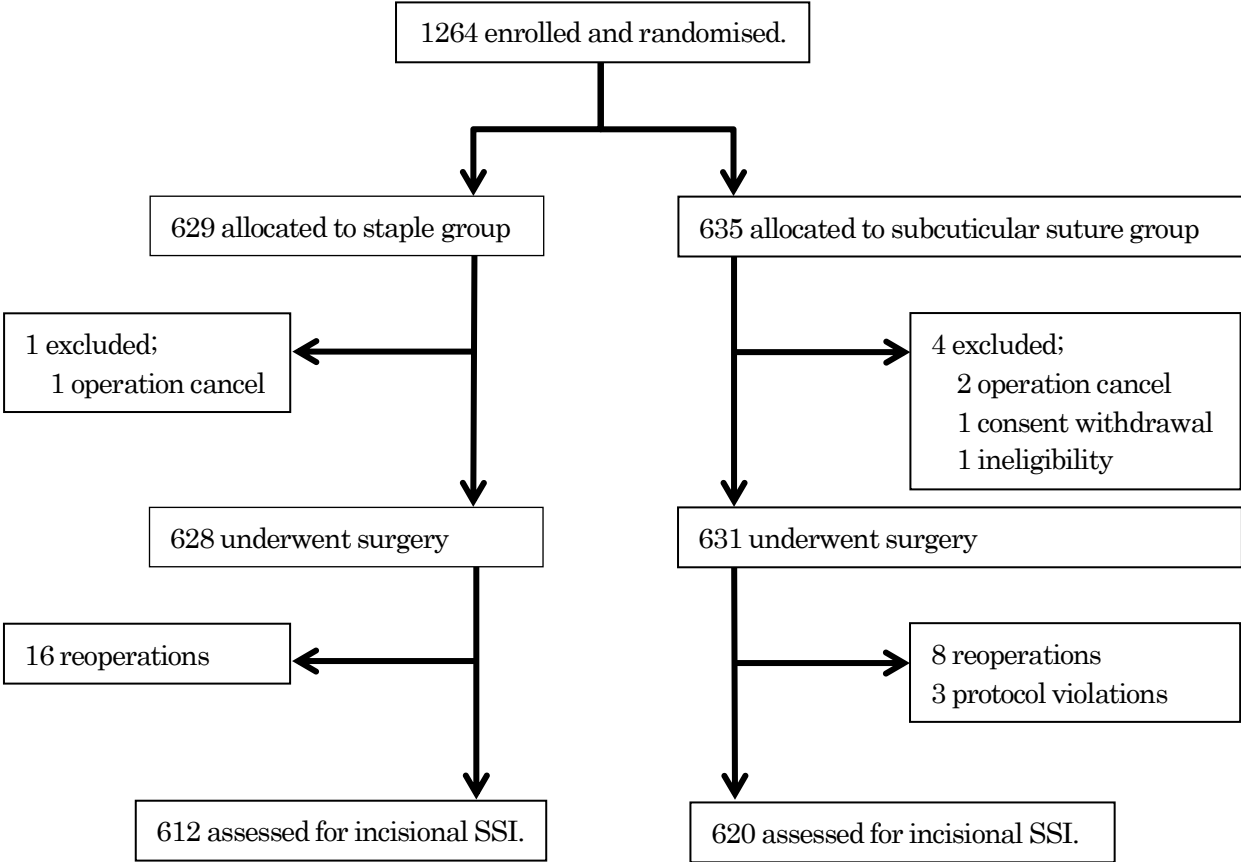 1264 enrolled and randomised.
629 allocated to staple group
635 allocated to subcuticular suture group
1 excluded;
1 operation cancel
4 excluded;
2 operation cancel
1 consent withdrawal
1 ineligibility
628 underwent surgery
631 underwent surgery
16 reoperations
8 reoperations
3 protocol violations
612 assessed for incisional SSI.
620 assessed for incisional SSI.